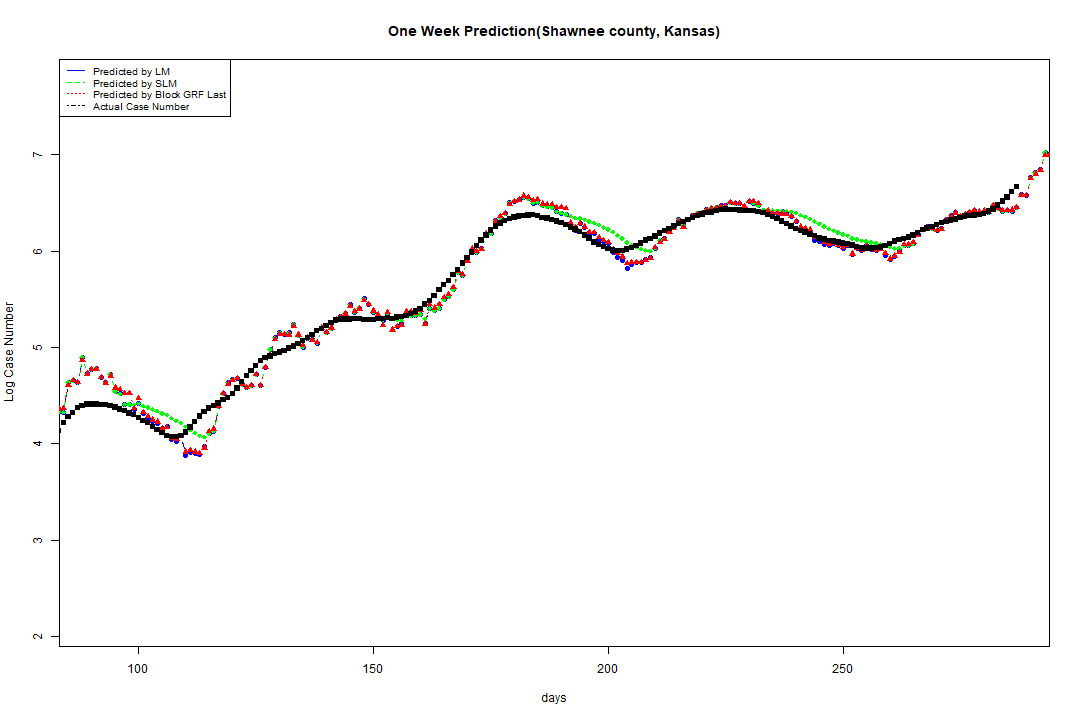 One Week Prediction(Shawnee county, Kansas)
Predicted by LM
Predicted by SLM
Predicted by Block GRF Last
Actual Case Number
7
6
5
4
3
2
Log Case Number
100 150 200 250
days